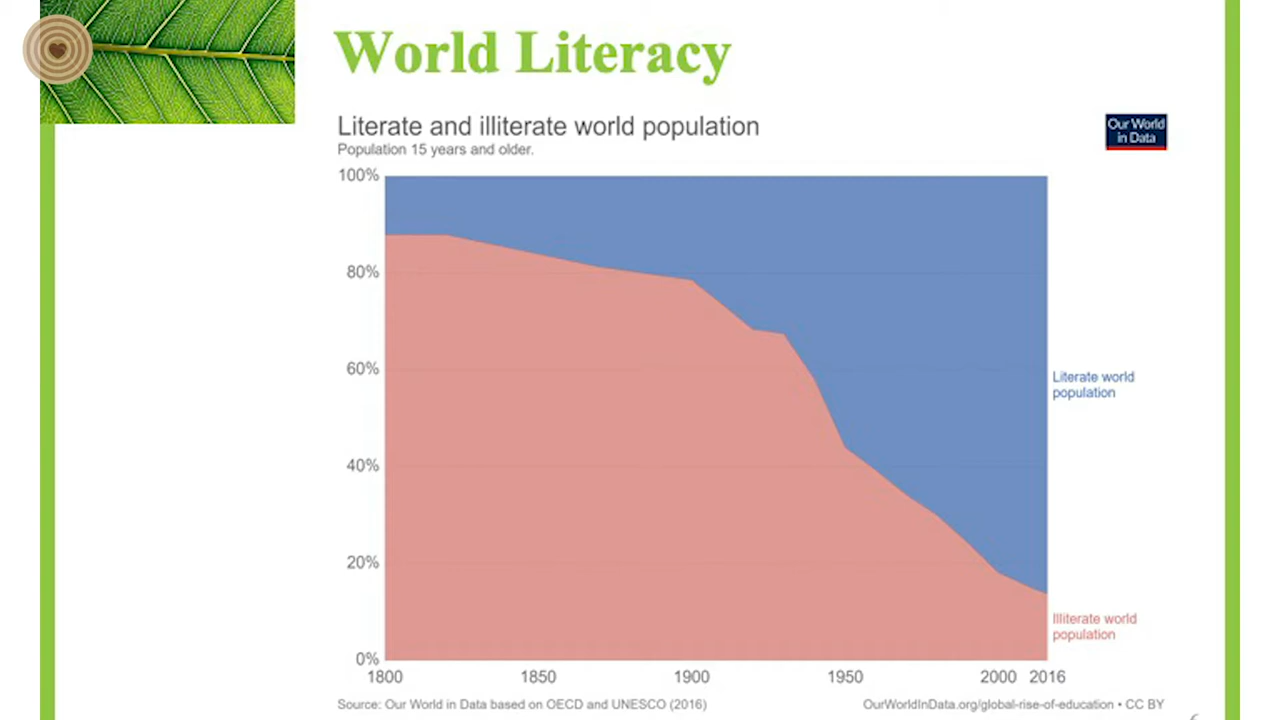 World Literacy
Literate and illiterate world population
Population 15 years and older.
Our World
in Data
100%
80%
60%
40%
20%
0%
Literate world
population
Illiterate world
population
1800 1850 1900 1950 2000 2016
Source: Our World in Data based on OECD and UNESCO (2016)
OurWorldInData.org/global-rise-of-education • CC BY